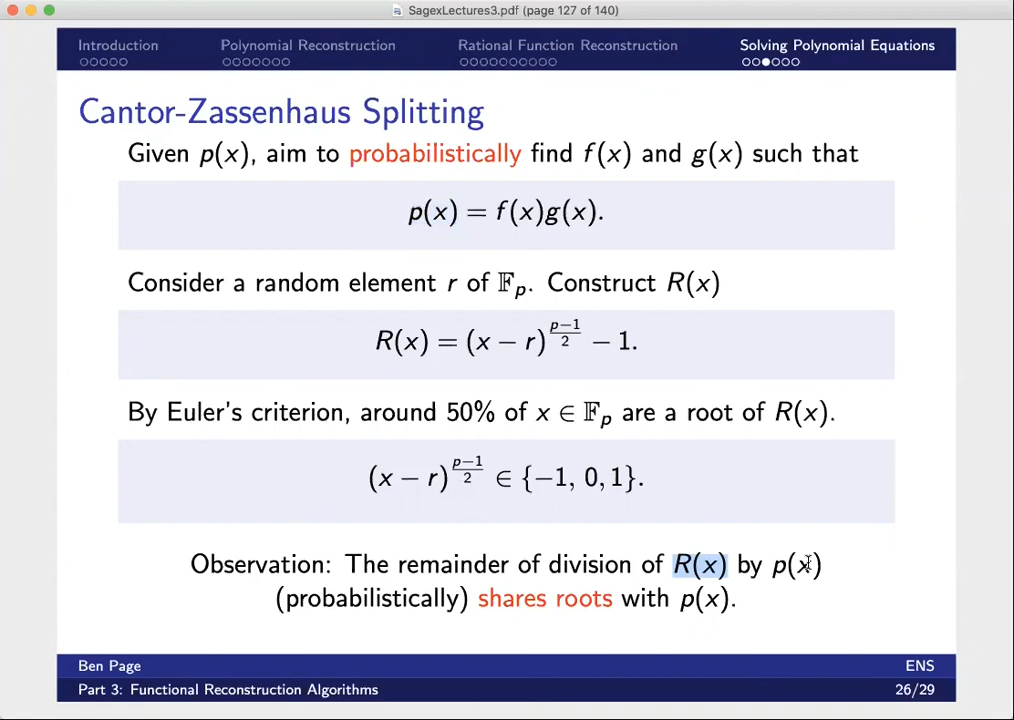 SagexLectures3.pdf (page 127 of 140)
Introduction Polynomial Reconstruction Rational Function Reconstruction Solving Polynomial Equations
Cantor-Zassenhaus Splitting
Given p(x), aim to probabilistically find f(x) and g(x) such that
p(x) = f(x)g(x).
Consider a random element r of 𝔽ₚ. Construct R(x)
R(x) = (x − r)^{\frac{p−1}{2}} − 1.
By Euler's criterion, around 50% of x ∈ 𝔽ₚ are a root of R(x).
(x − r)^{\frac{p−1}{2}} ∈ {−1, 0, 1}.
Observation: The remainder of division of R(x) by p(x)
(probabilistically) shares roots with p(x).
Ben Page ENS
Part 3: Functional Reconstruction Algorithms 26/29